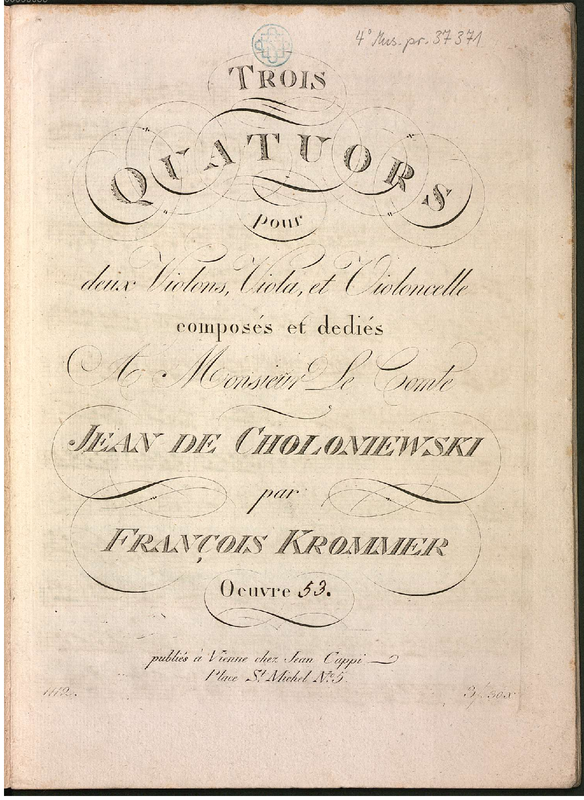 4° Mus. pr. 37371
TROIS
QUATUORS
pour
deux Violons, Viola, et Violoncelle
composés et dediés
A Monsieur Le Comte
JEAN DE CHOLONIEWSKI
par
FRANÇOIS KROMMER
Oeuvre 53.
publiés à Vienne chez Jean Cappi
Place St. Michel No. 5.